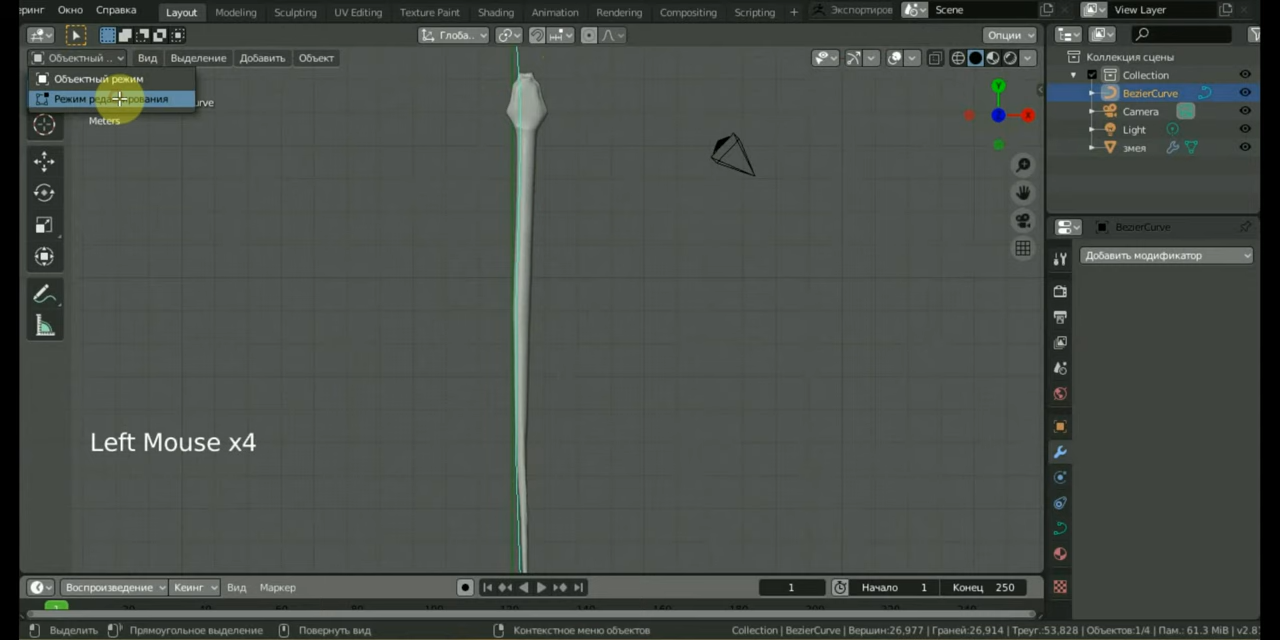 ринг Окно Справка Layout Modeling Sculpting UV Editing Texture Paint Shading Animation Rendering Compositing Scripting + Экспортиров Scene View Layer
Глоба.. Опции
Объектный .. Вид Выделение Добавить Объект
Объектный режим
Режим редактирования
urve
Meters
Коллекция сцены
Collection
BezierCurve
Camera
Light
змея
Y
X
BezierCurve
Добавить модификатор
Left Mouse x4
Воспроизведение Кеинг Вид Маркер 1 Начало 1 Конец 250
1
Выделить Прямоугольное выделение Повернуть вид Контекстное меню объектов Collection | BezierCurve | Вершин:26,977 | Граней:26,914 | Треуг.:53,828 | Объектов:1/4 | Пам.: 61.3 MiB | v2.8